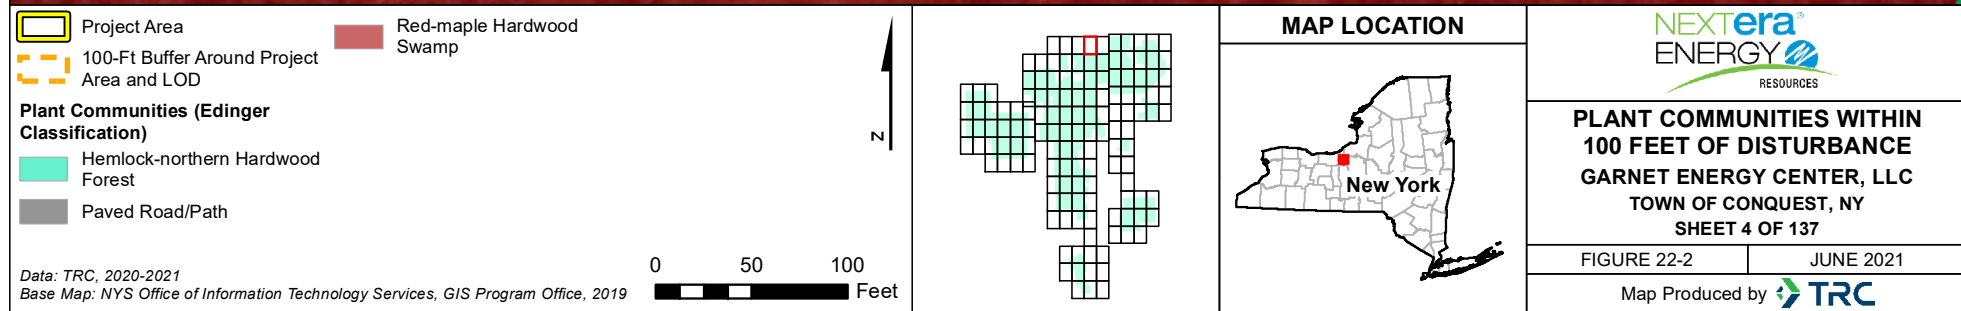 Project Area
100-Ft Buffer Around Project
Area and LOD
Plant Communities (Edinger
Classification)
Hemlock-northern Hardwood
Forest
Paved Road/Path
Red-maple Hardwood
Swamp
N
Data: TRC, 2020-2021
Base Map: NYS Office of Information Technology Services, GIS Program Office, 2019
0 50 100
Feet
MAP LOCATION
New York
NEXTera®
ENERGY
RESOURCES
PLANT COMMUNITIES WITHIN
100 FEET OF DISTURBANCE
GARNET ENERGY CENTER, LLC
TOWN OF CONQUEST, NY
SHEET 4 OF 137
FIGURE 22-2
JUNE 2021
Map Produced by TRC